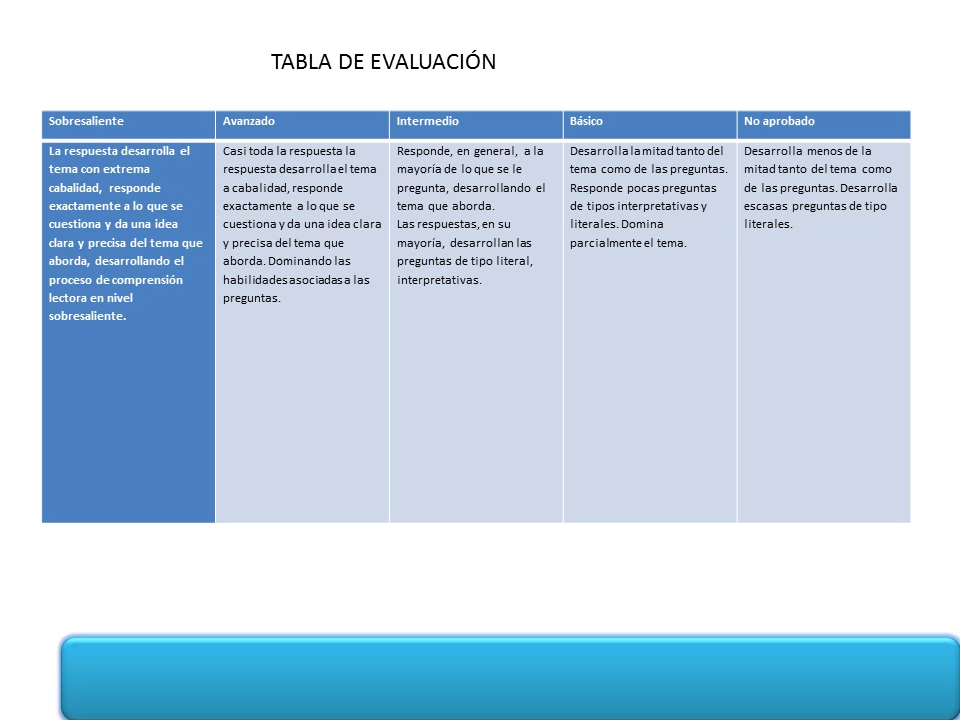 TABLA DE EVALUACIÓN
Sobresaliente
Avanzado
Intermedio
Básico
No aprobado
La respuesta desarrolla el
tema con extrema
cabalidad, responde
exactamente a lo que se
cuestiona y da una idea
clara y precisa del tema que
aborda, desarrollando el
proceso de comprensión
lectora en nivel
sobresaliente.
Casi toda la respuesta la
respuesta desarrolla el tema
a cabalidad, responde
exactamente a lo que se
cuestiona y da una idea clara
y precisa del tema que
aborda. Dominando las
habilidades asociadas a las
preguntas.
Responde, en general, a la
mayoría de lo que se le
pregunta, desarrollando el
tema que aborda.
Las respuestas, en su
mayoría, desarrollan las
preguntas de tipo literal,
interpretativas.
Desarrolla la mitad tanto del
tema como de las preguntas.
Responde pocas preguntas
de tipos interpretativas y
literales. Domina
parcialmente el tema.
Desarrolla menos de la
mitad tanto del tema como
de las preguntas. Desarrolla
escasas preguntas de tipo
literales.